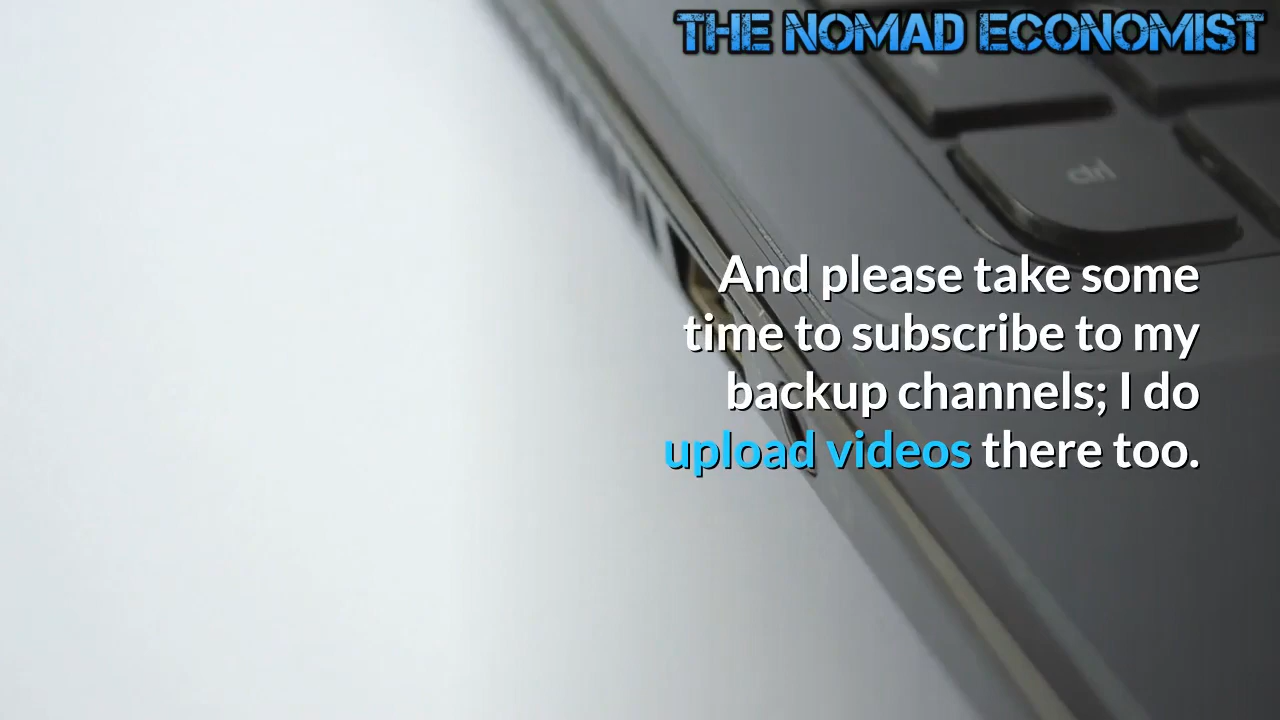 THE NOMAD ECONOMIST
ctrl
And please take some
time to subscribe to my
backup channels; I do
upload videos there too.